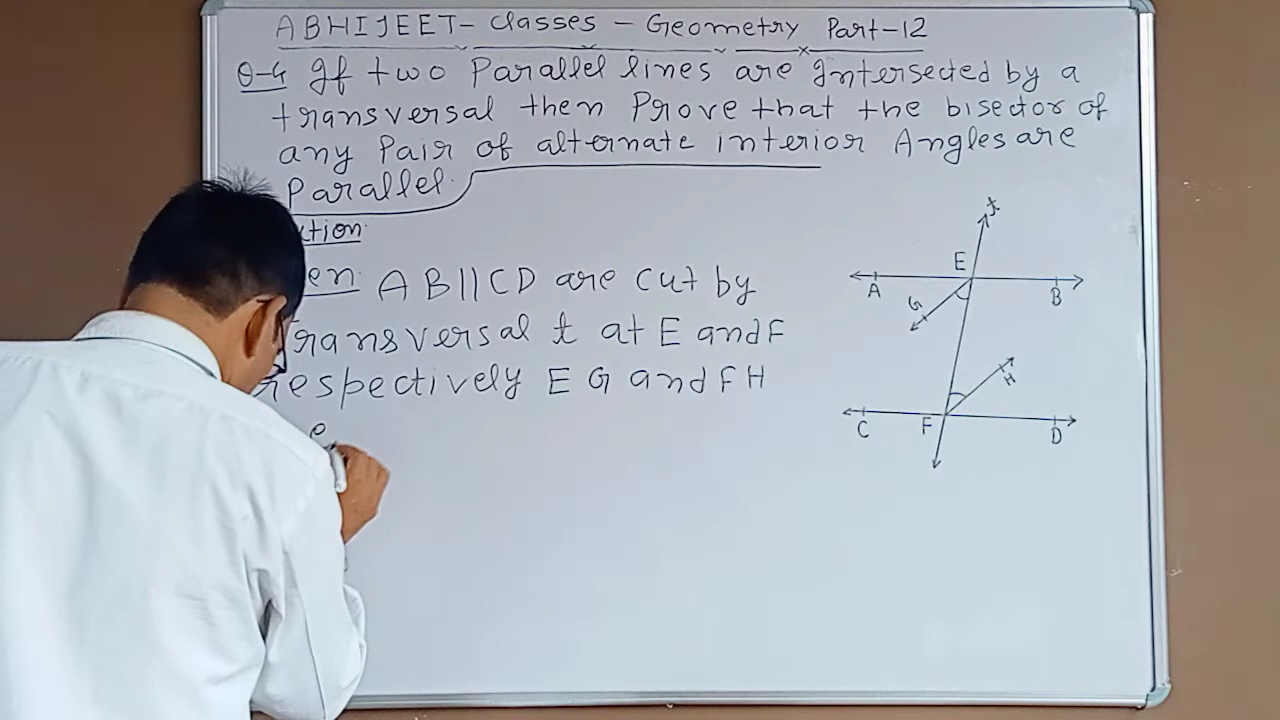 ABHIJEET - Classes - Geometry Part-12
Q-4 If two Parallel lines are Intersected by a
transversal then Prove that the bisector of
any Pair of alternate interior Angles are
Parallel.
AB||CD are cut by
transversal t at E and F
respectively EG and FH
t
E
A
B
G
H
C
F
D